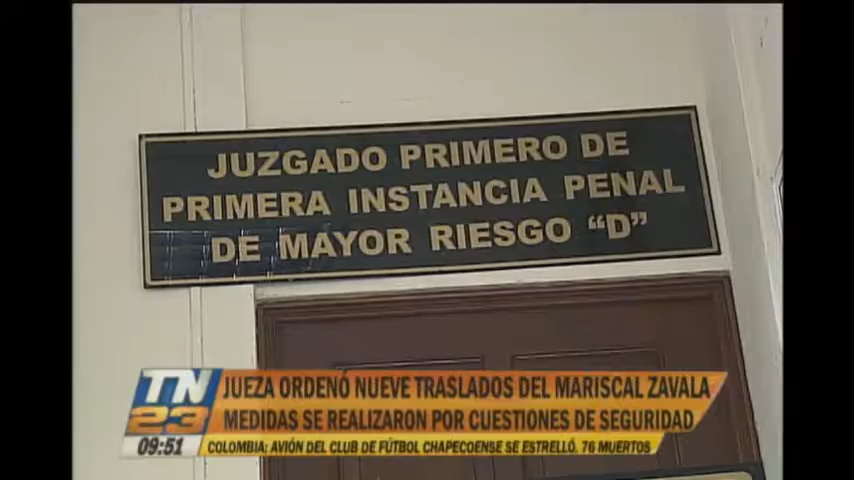 JUZGADO PRIMERO DE
PRIMERA INSTANCIA PENAL
DE MAYOR RIESGO “D”
TN
23
09:51
JUEZA ORDENÓ NUEVE TRASLADOS DEL MARISCAL ZAVALA
MEDIDAS SE REALIZARON POR CUESTIONES DE SEGURIDAD
COLOMBIA: AVIÓN DEL CLUB DE FÚTBOL CHAPECOENSE SE ESTRELLÓ, 76 MUERTOS